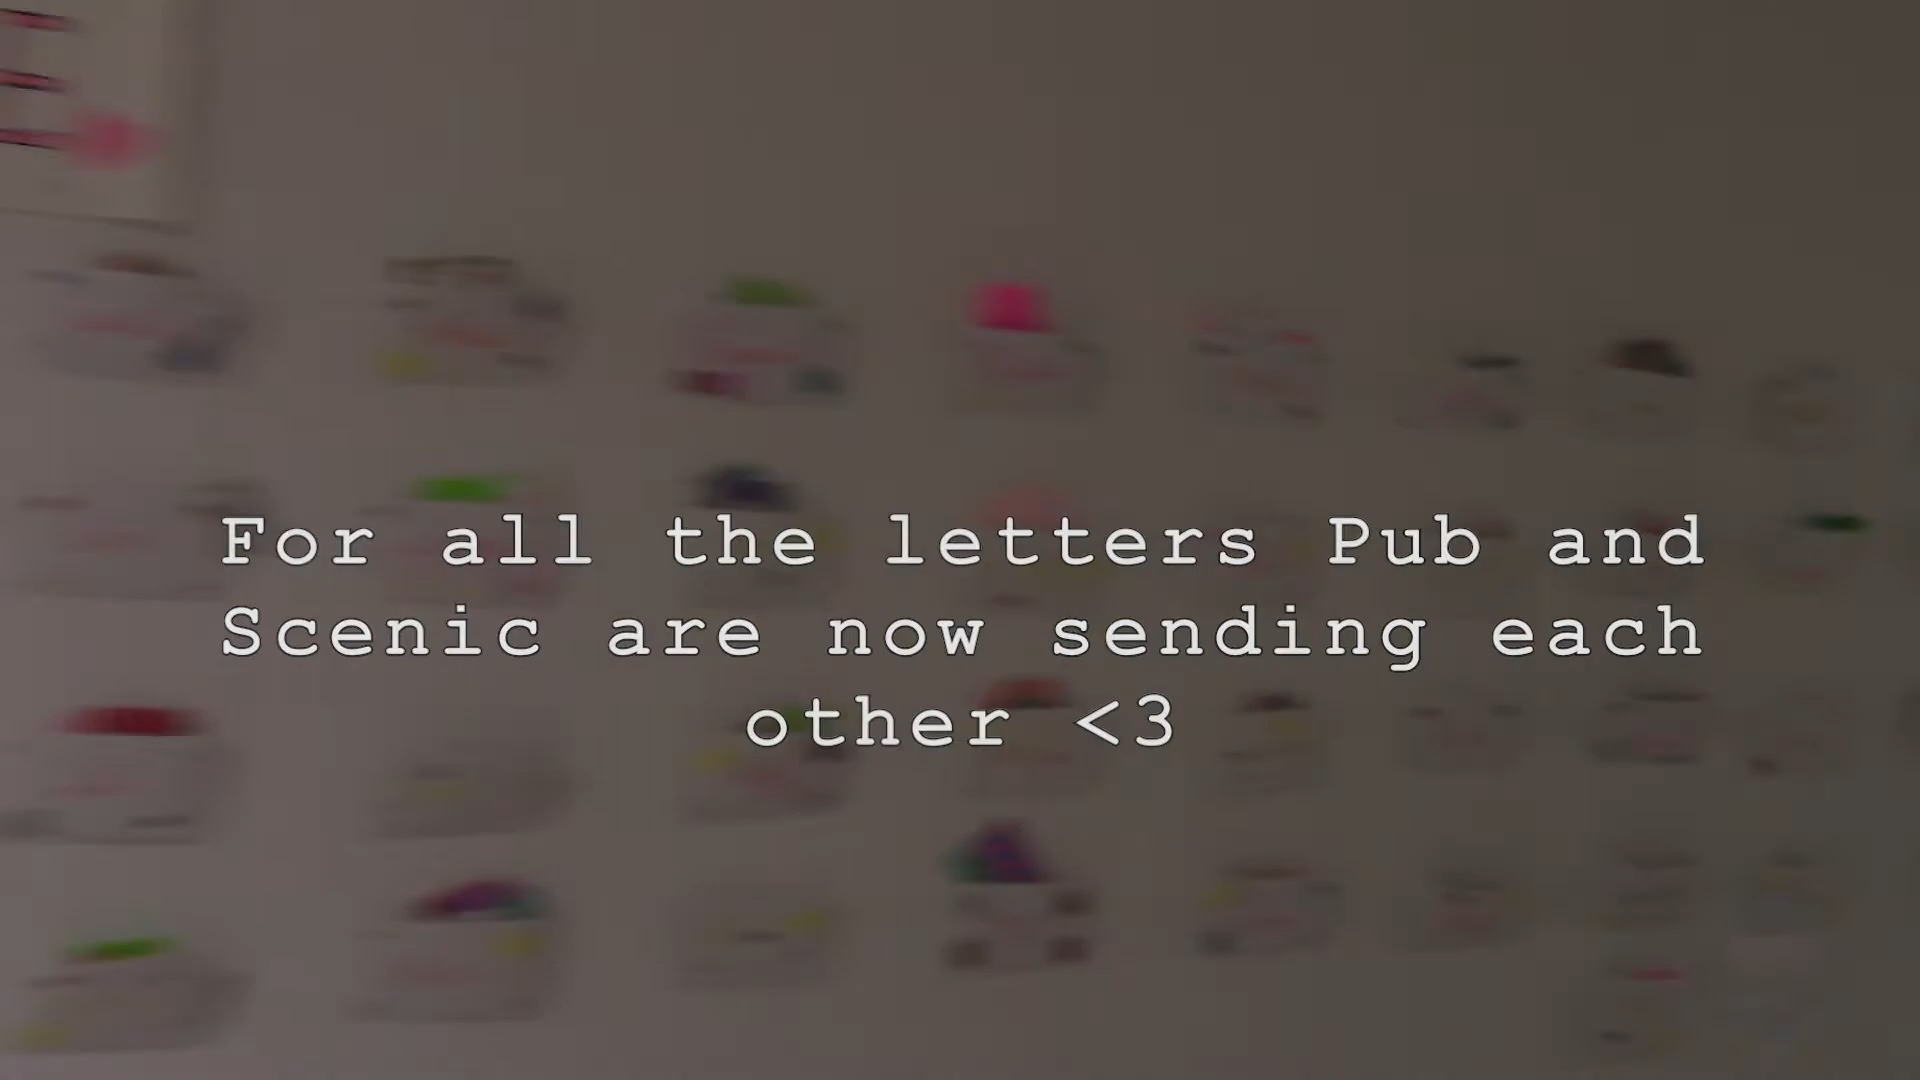 For all the letters Pub and
Scenic are now sending each
other <3